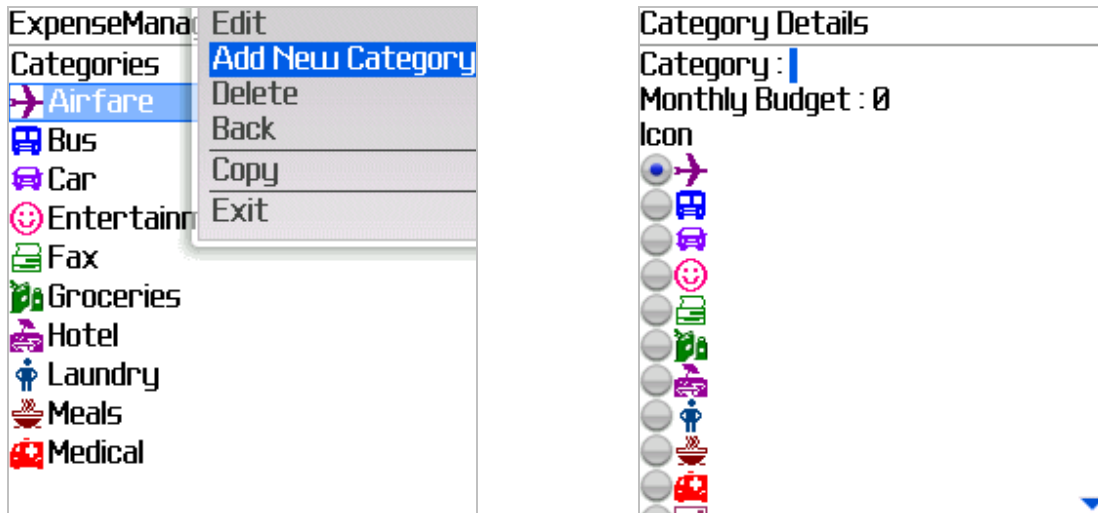 ExpenseMana
Categories
Airfare
Bus
Car
Entertainm
Fax
Groceries
Hotel
Laundry
Meals
Medical
Edit
Add New Category
Delete
Back
Copy
Exit
Category Details
Category :
Monthly Budget : 0
Icon